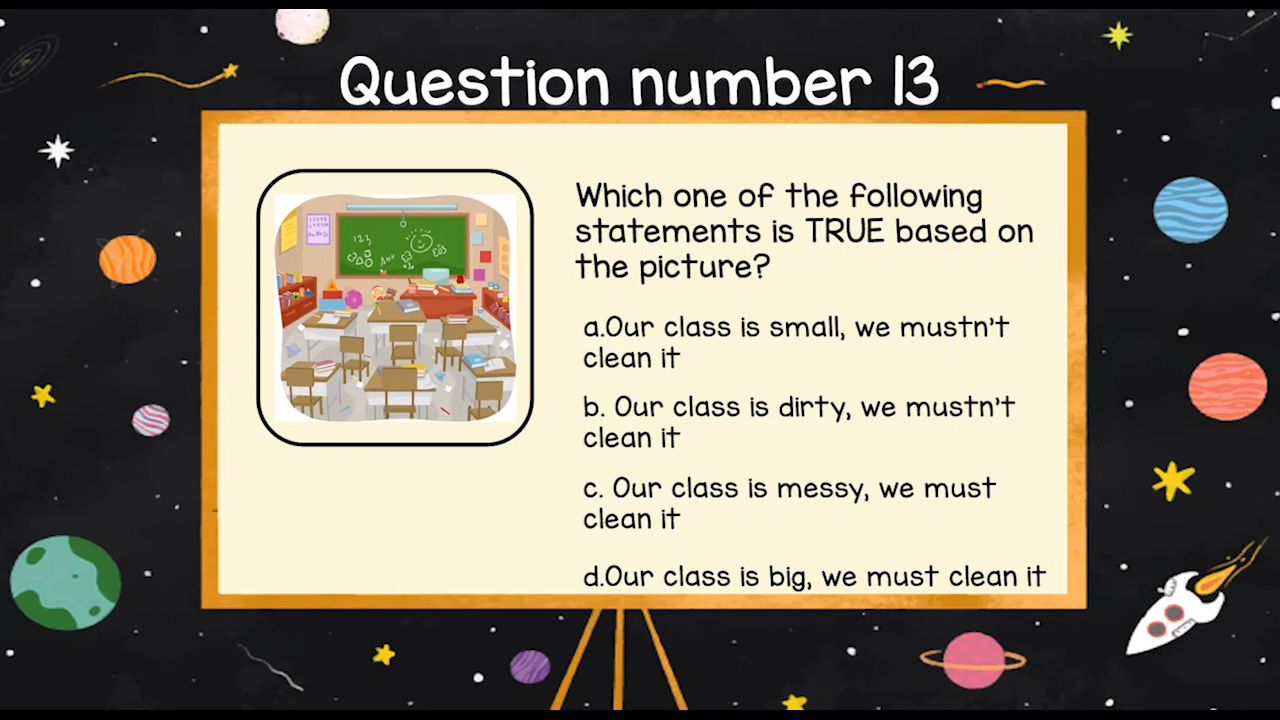 Question number 13
Which one of the following
statements is TRUE based on
the picture?
123
a.Our class is small, we mustn't
clean it
b. Our class is dirty, we mustn't
clean it
c. Our class is messy, we must
clean it
d.Our class is big, we must clean it